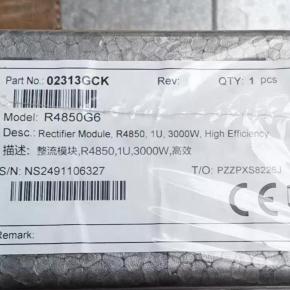 Part No.: 02313GCK Rev: QTY: 1 pcs
Model: R4850G6
Desc.: Rectifier Module, R4850, 1U, 3000W, High Efficiency
描述: 整流模块,R4850,1U,3000W,高效
S/N: NS2491106327 T/O: PZZPXS8226J
CE
Remark: